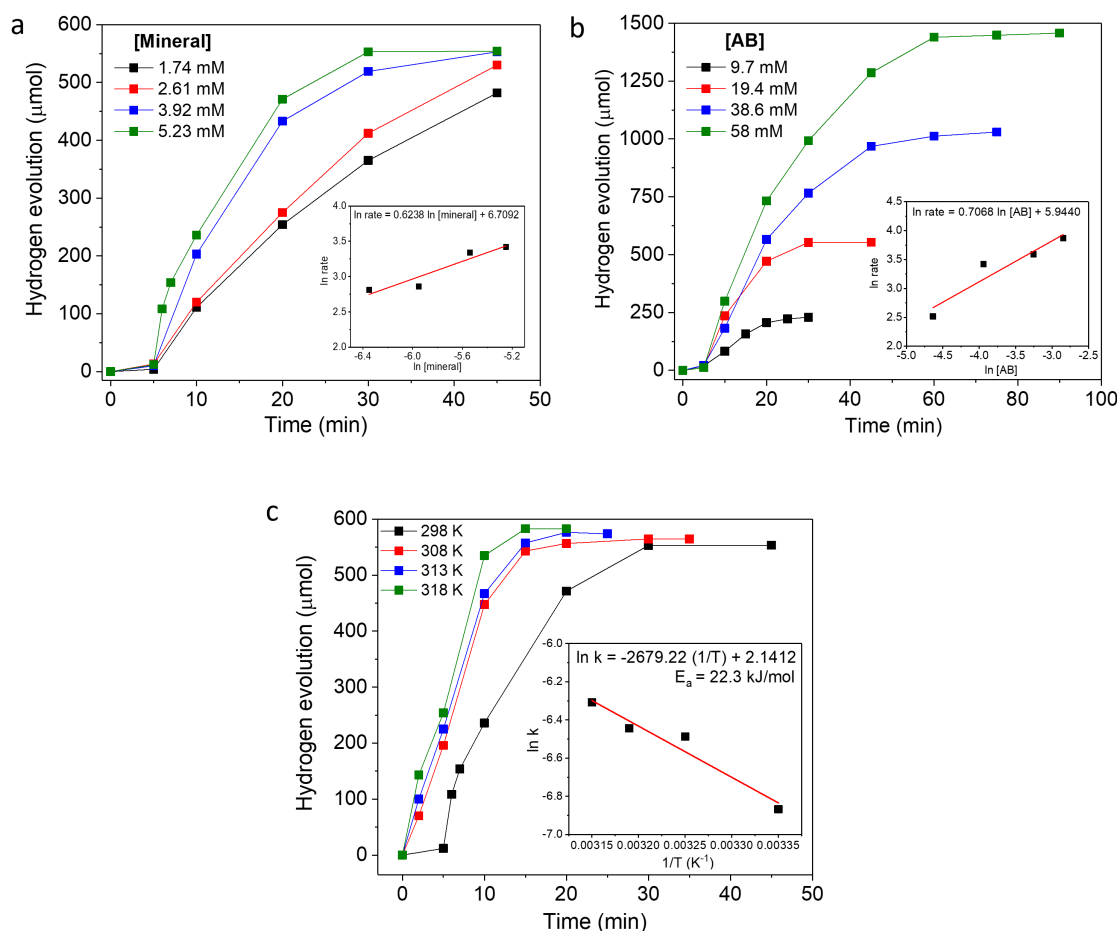 a
[Mineral]
1.74 mM
2.61 mM
3.92 mM
5.23 mM
Hydrogen evolution (μmol)
600
500
400
300
200
100
0
0 10 20 30 40 50
Time (min)
ln rate = 0.6238 ln [mineral] + 6.7092
ln rate
4.0
3.5
3.0
2.5
2.0
-6.4 -6.0 -5.6 -5.2
ln [mineral]
b
[AB]
9.7 mM
19.4 mM
38.6 mM
58 mM
Hydrogen evolution (μmol)
1500
1250
1000
750
500
250
0
0 20 40 60 80 100
Time (min)
ln rate = 0.7068 ln [AB] + 5.9440
ln rate
4.5
4.0
3.5
3.0
2.5
2.0
-5.0 -4.5 -4.0 -3.5 -3.0 -2.5
ln [AB]
c
298 K
308 K
313 K
318 K
Hydrogen evolution (μmol)
600
500
400
300
200
100
0
0 10 20 30 40 50
Time (min)
ln k = -2679.22 (1/T) + 2.1412
Ea = 22.3 kJ/mol
ln k
-6.0
-6.2
-6.4
-6.6
-6.8
-7.0
0.00315 0.00320 0.00325 0.00330 0.00335
1/T (K⁻¹)